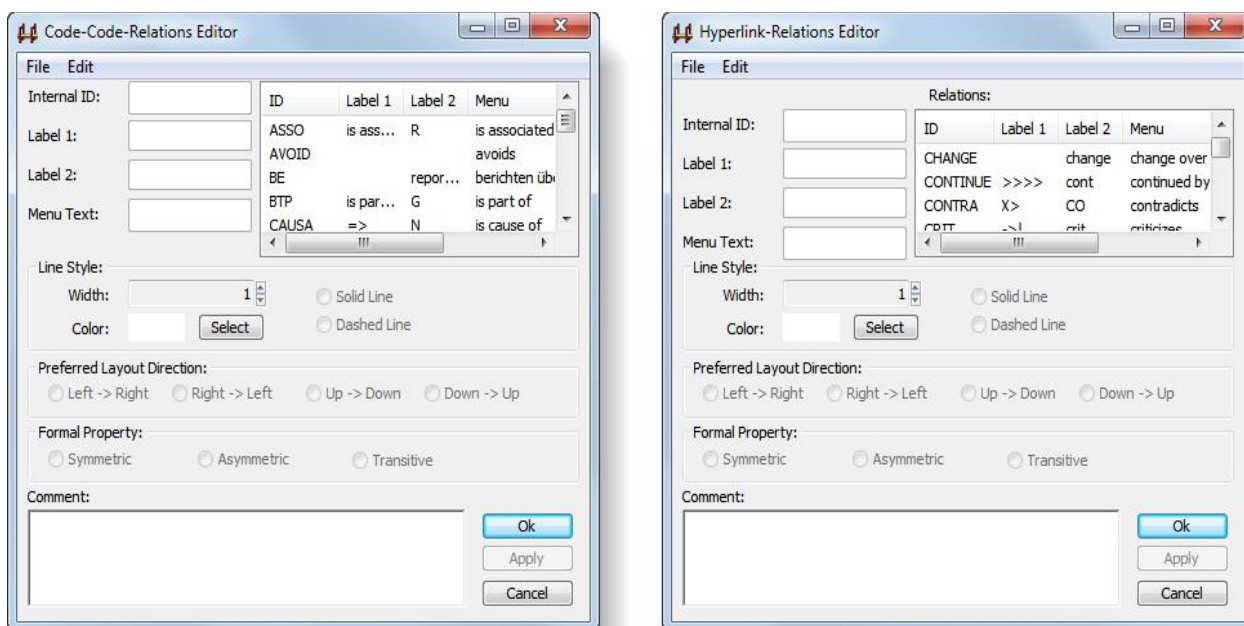 Code-Code-Relations Editor
File Edit
Internal ID:
Label 1:
Label 2:
Menu Text:
ID Label 1 Label 2 Menu
ASSO is ass... R is associated
AVOID avoids
BE repor... berichten übe
BTP is par... G is part of
CAUSA => N is cause of
Line Style:
Width: 1 Solid Line
Color: Select Dashed Line
Preferred Layout Direction:
Left -> Right Right -> Left Up -> Down Down -> Up
Formal Property:
Symmetric Asymmetric Transitive
Comment:
Ok
Apply
Cancel
Hyperlink-Relations Editor
File Edit
Relations:
Internal ID:
Label 1:
Label 2:
Menu Text:
ID Label 1 Label 2 Menu
CHANGE change change over
CONTINUE >>>> cont continued by
CONTRA X> CO contradicts
CRIT ->! crit criticizes
Line Style:
Width: 1 Solid Line
Color: Select Dashed Line
Preferred Layout Direction:
Left -> Right Right -> Left Up -> Down Down -> Up
Formal Property:
Symmetric Asymmetric Transitive
Comment:
Ok
Apply
Cancel